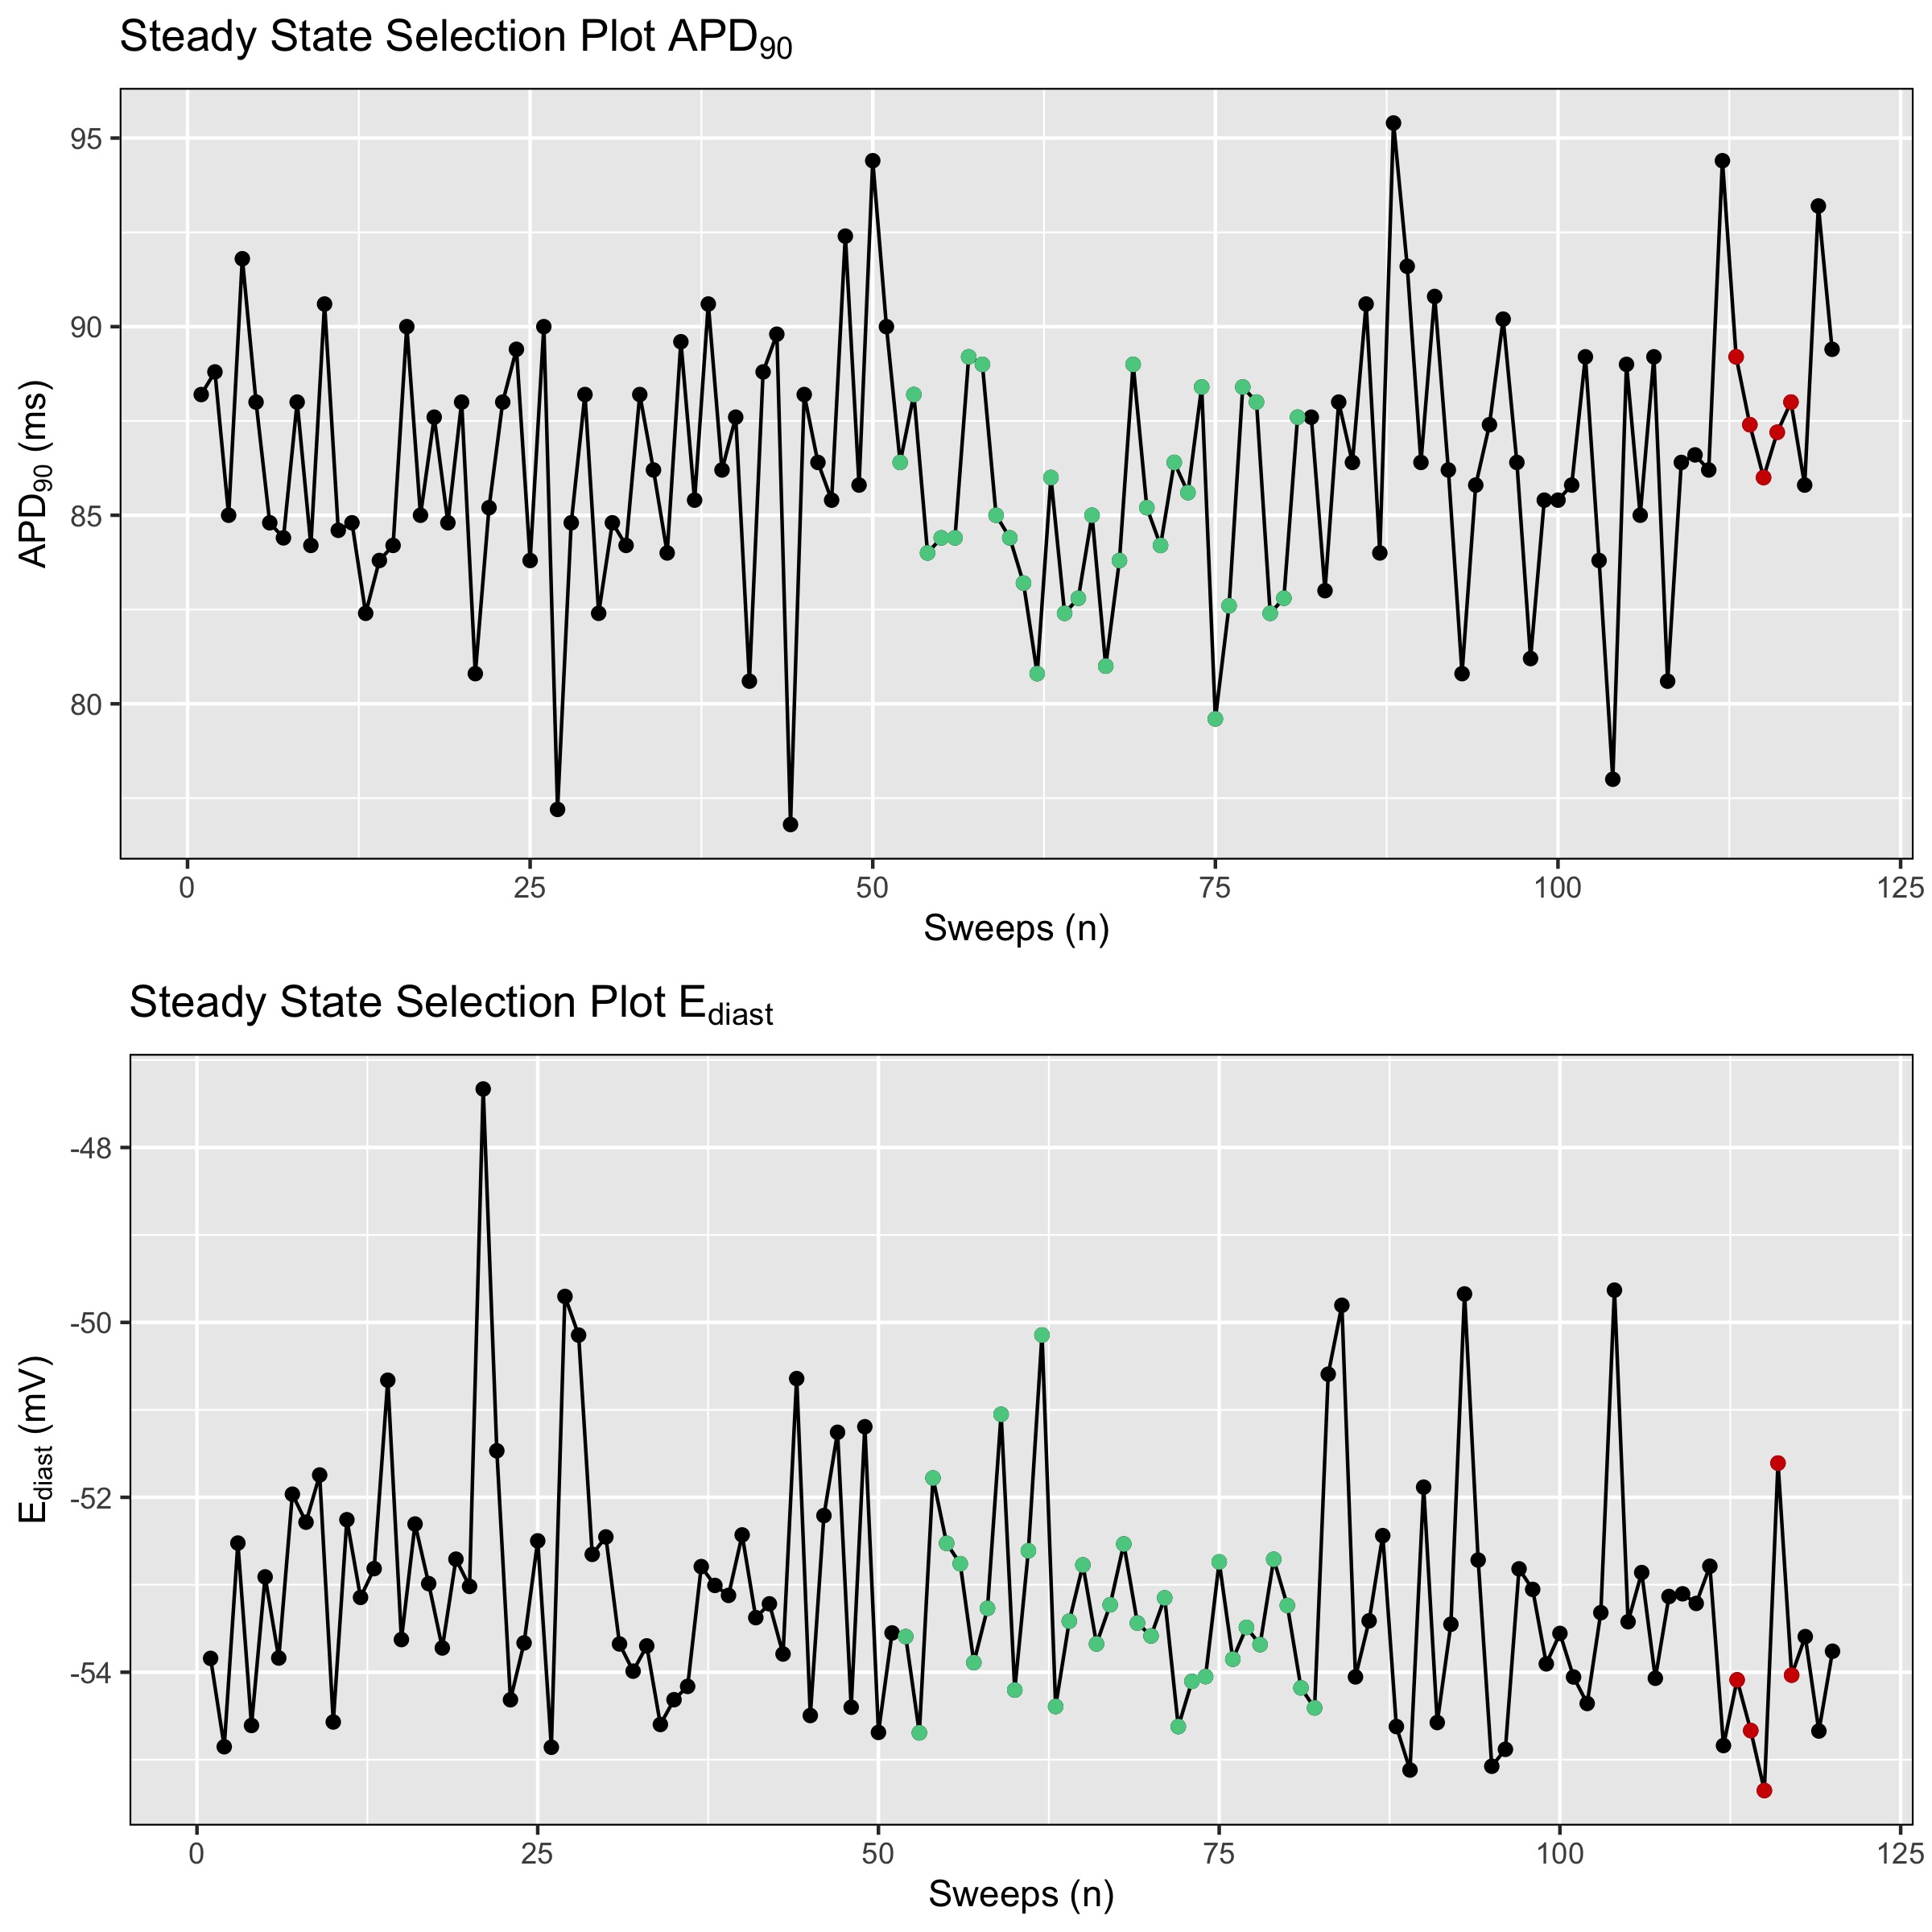 Steady State Selection Plot APD90
95
90
85
80
APD90 (ms)
0 25 50 75 100 125
Sweeps (n)
Steady State Selection Plot Ediast
-48
-50
-52
-54
Ediast (mV)
0 25 50 75 100 125
Sweeps (n)